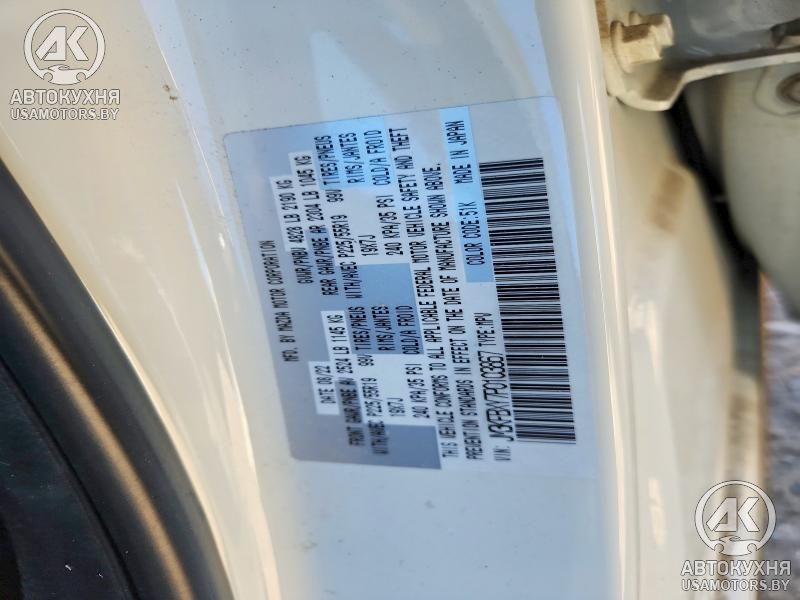 MFD. BY MAZDA MOTOR CORPORATION
DATE 08/22 GVWR/PNBV 4828 LB 2190 KG
FRONT GAWR/PNBE AV 2524 LB 1145 KG REAR GAWR/PNBE AR 2304 LB 1045 KG
WITH/AVEC P225/55R19 99V TIRES/PNEUS WITH/AVEC P225/55R19 99V TIRES/PNEUS
19X7J RIMS/JANTES 19X7J RIMS/JANTES
240 KPA/35 PSI COLD/A FROID 240 KPA/35 PSI COLD/A FROID
THIS VEHICLE CONFORMS TO ALL APPLICABLE FEDERAL MOTOR VEHICLE SAFETY AND THEFT
PREVENTION STANDARDS IN EFFECT ON THE DATE OF MANUFACTURE SHOWN ABOVE.
VIN: TYPE:MPV COLOR CODE:51K MADE IN JAPAN
АК
АВТОКУХНЯ
USAMOTORS.BY
АК
АВТОКУХНЯ
USAMOTORS.BY